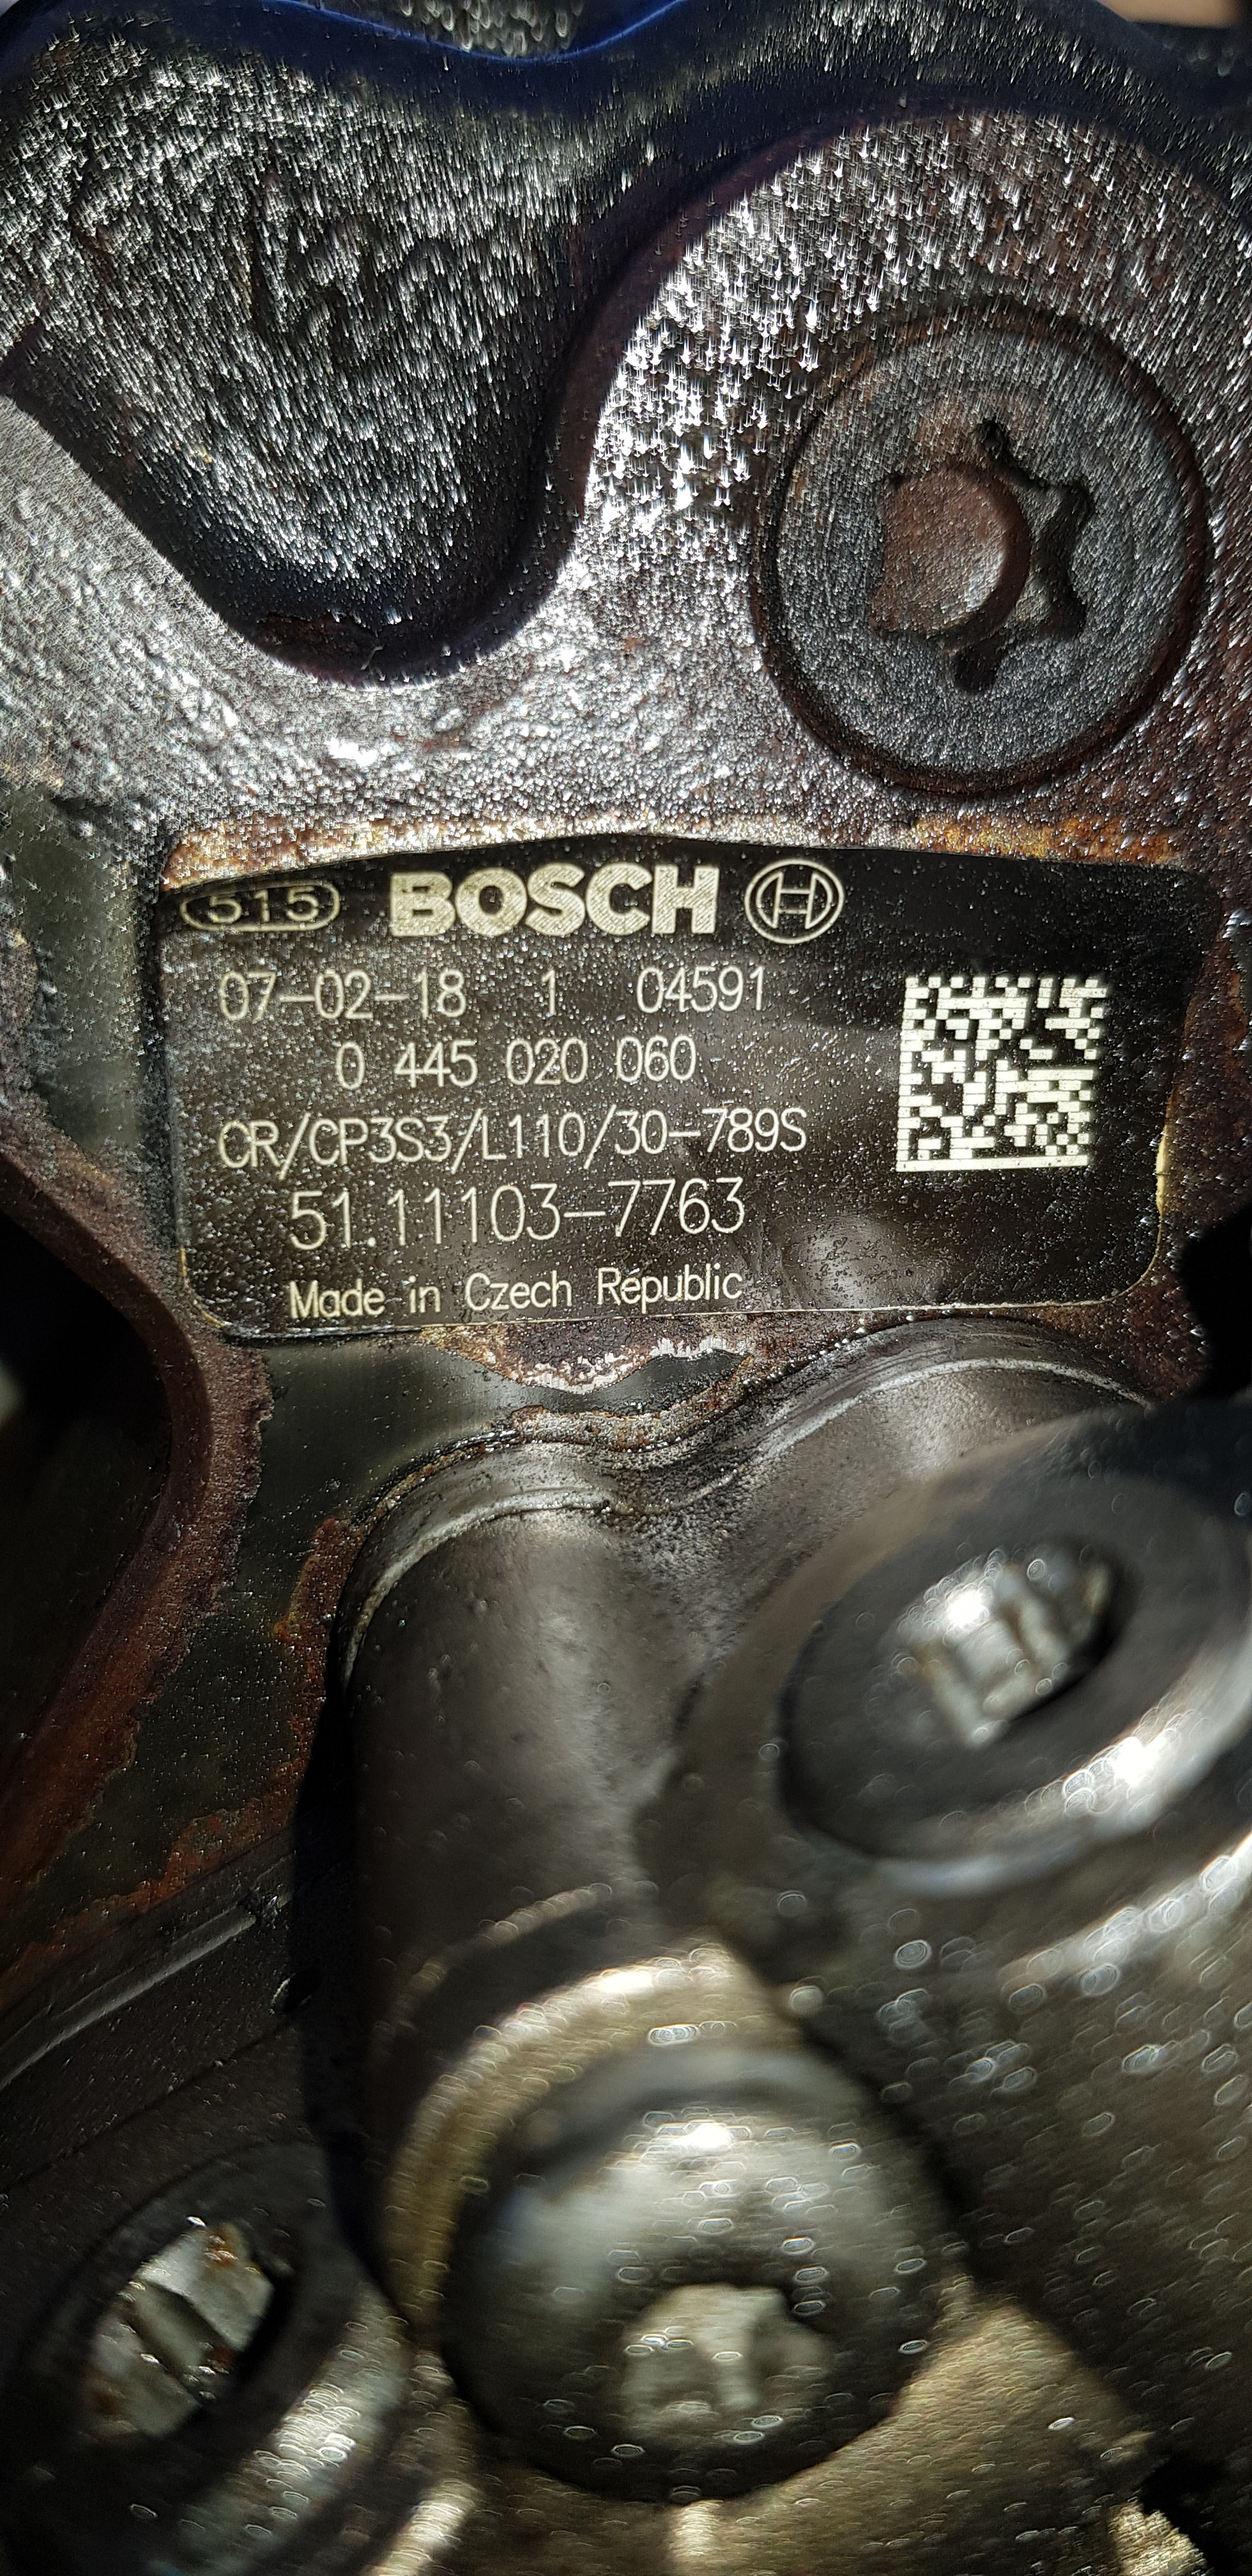 515 BOSCH
07-02-18 1 04591
0 445 020 060
CR/CP3S3/L110/30-789S
51.11103-7763
Made in Czech Republic